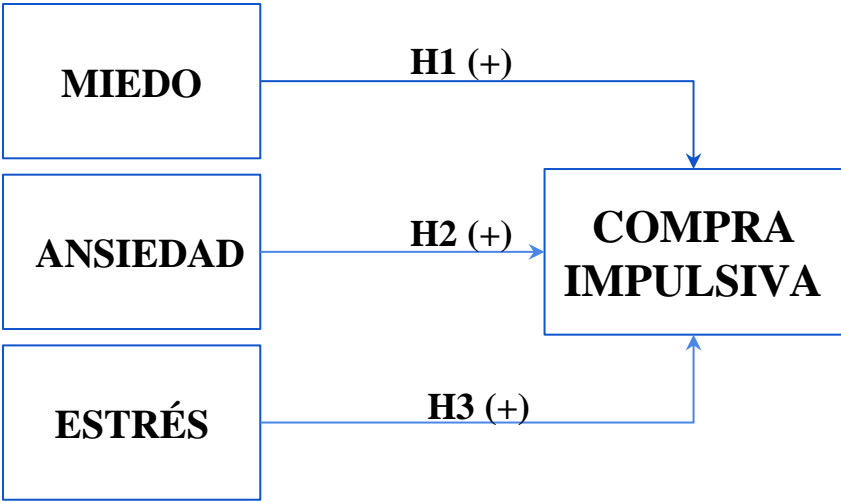 MIEDO
H1 (+)
ANSIEDAD
H2 (+)
COMPRA
IMPULSIVA
ESTRÉS
H3 (+)